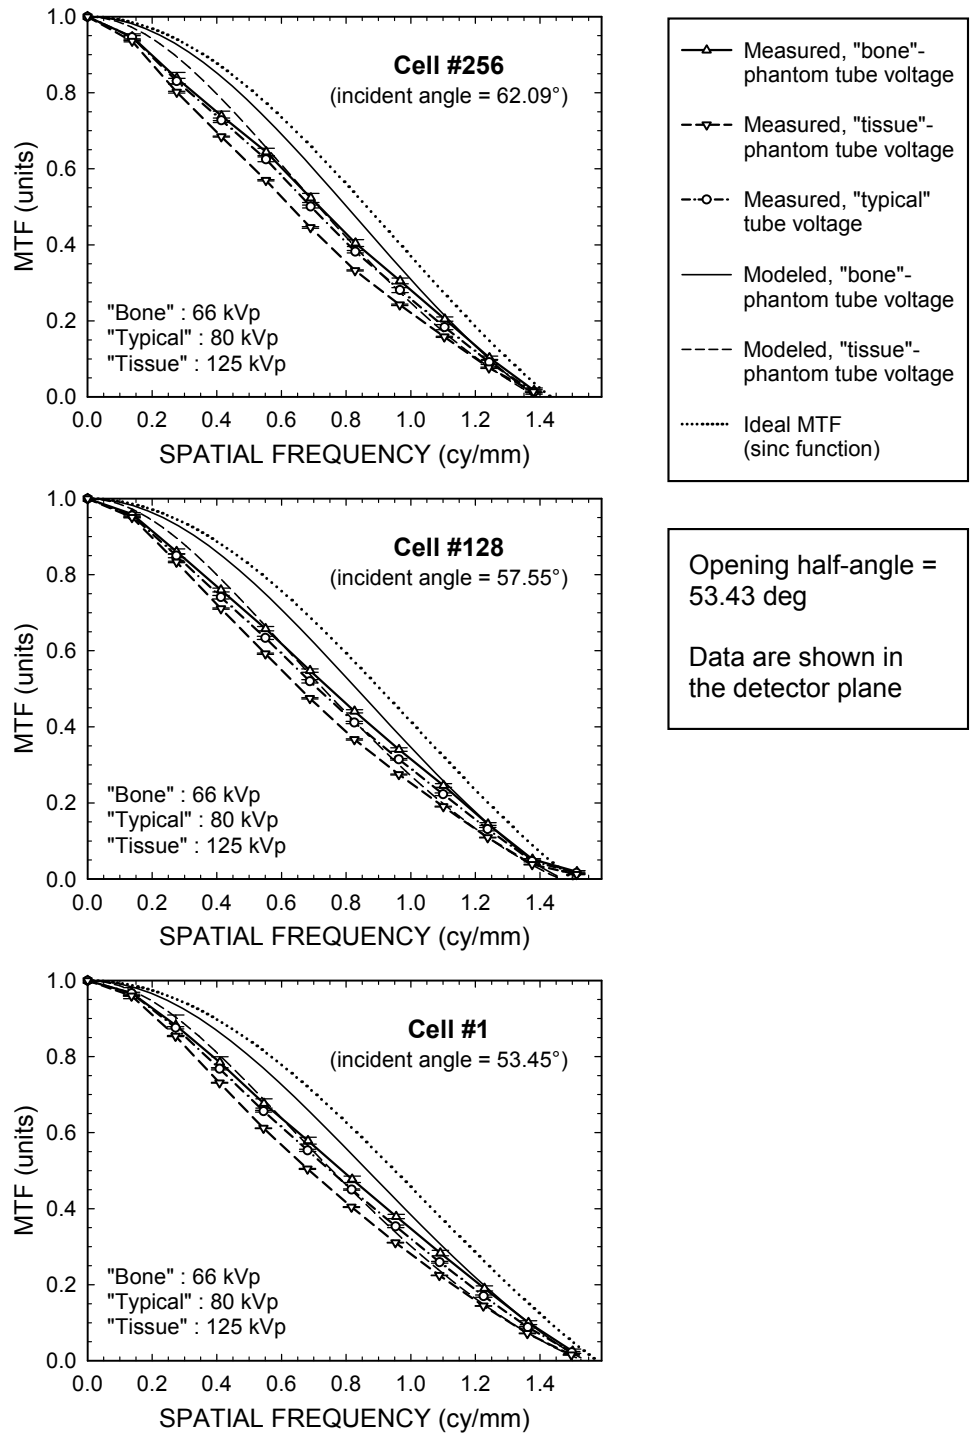 1.0
0.8
0.6
0.4
0.2
0.0
MTF (units)
Cell #256
(incident angle = 62.09°)
"Bone" : 66 kVp
"Typical" : 80 kVp
"Tissue" : 125 kVp
0.0 0.2 0.4 0.6 0.8 1.0 1.2 1.4
SPATIAL FREQUENCY (cy/mm)
Measured, "bone"-
phantom tube voltage
Measured, "tissue"-
phantom tube voltage
Measured, "typical"
tube voltage
Modeled, "bone"-
phantom tube voltage
Modeled, "tissue"-
phantom tube voltage
Ideal MTF
(sinc function)
1.0
0.8
0.6
0.4
0.2
0.0
MTF (units)
Cell #128
(incident angle = 57.55°)
"Bone" : 66 kVp
"Typical" : 80 kVp
"Tissue" : 125 kVp
0.0 0.2 0.4 0.6 0.8 1.0 1.2 1.4
SPATIAL FREQUENCY (cy/mm)
Opening half-angle =
53.43 deg
Data are shown in
the detector plane
1.0
0.8
0.6
0.4
0.2
0.0
MTF (units)
Cell #1
(incident angle = 53.45°)
"Bone" : 66 kVp
"Typical" : 80 kVp
"Tissue" : 125 kVp
0.0 0.2 0.4 0.6 0.8 1.0 1.2 1.4
SPATIAL FREQUENCY (cy/mm)